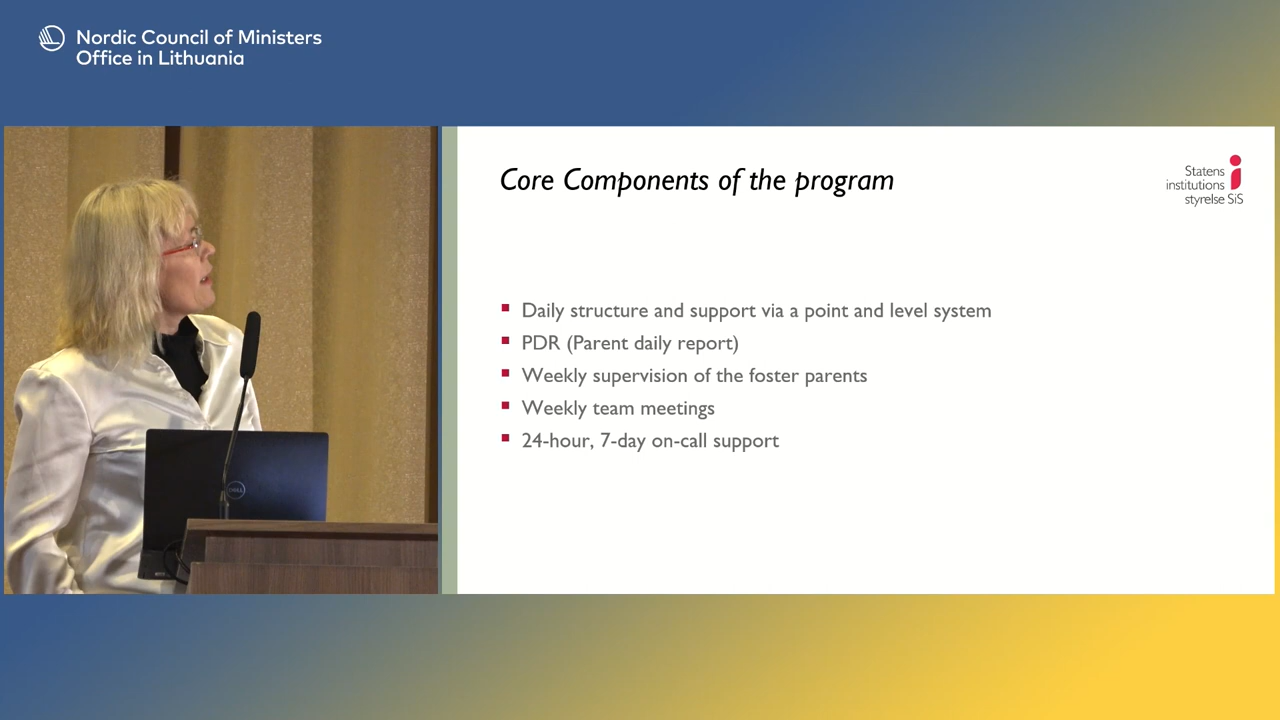 Nordic Council of Ministers
Office in Lithuania
Core Components of the program
Statens
institutions
styrelse SiS
Daily structure and support via a point and level system
PDR (Parent daily report)
Weekly supervision of the foster parents
Weekly team meetings
24-hour, 7-day on-call support
DELL